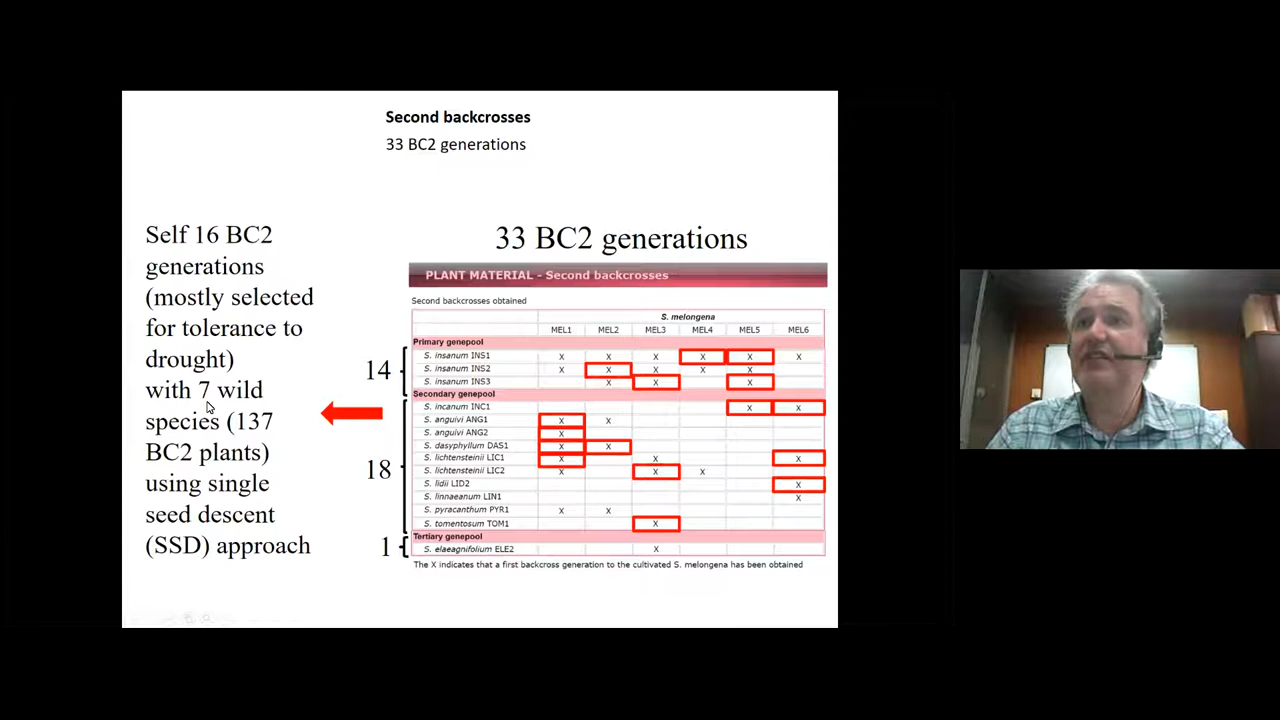 Second backcrosses
33 BC2 generations
Self 16 BC2
generations
(mostly selected
for tolerance to
drought)
with 7 wild
species (137
BC2 plants)
using single
seed descent
(SSD) approach
33 BC2 generations
PLANT MATERIAL - Second backcrosses
Second backcrosses obtained
S. melongena
MEL1 MEL2 MEL3 MEL4 MEL5 MEL6
Primary genepool
14
S. insanum INS1 X X X X X X
S. insanum INS2 X X X X X
S. insanum INS3 X X X
Secondary genepool
18
S. incanum INC1 X X
S. anguivi ANG1 X X
S. anguivi ANG2 X
S. dasyphyllum DAS1 X X
S. lichtensteinii LIC1 X X X
S. lichtensteinii LIC2 X X X
S. lidii LID2 X
S. linnaeanum LIN1 X
S. pyracanthum PYR1 X X
S. tomentosum TOM1 X
Tertiary genepool
1
S. elaeagnifolium ELE2 X
The X indicates that a first backcross generation to the cultivated S. melongena has been obtained